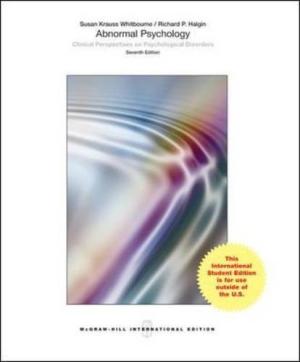 Susan Krauss Whitbourne / Richard P. Halgin
Abnormal Psychology
Clinical Perspectives on Psychological Disorders
Seventh Edition
This
International
Student Edition
is for use
outside of
the U.S.
McGRAW-HILL INTERNATIONAL EDITION